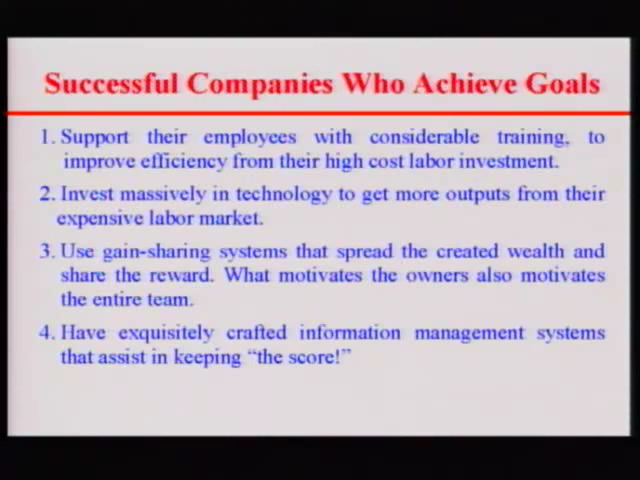 Successful Companies Who Achieve Goals
1. Support their employees with considerable training, to
improve efficiency from their high cost labor investment.
2. Invest massively in technology to get more outputs from their
expensive labor market.
3. Use gain-sharing systems that spread the created wealth and
share the reward. What motivates the owners also motivates
the entire team.
4. Have exquisitely crafted information management systems
that assist in keeping “the score!”